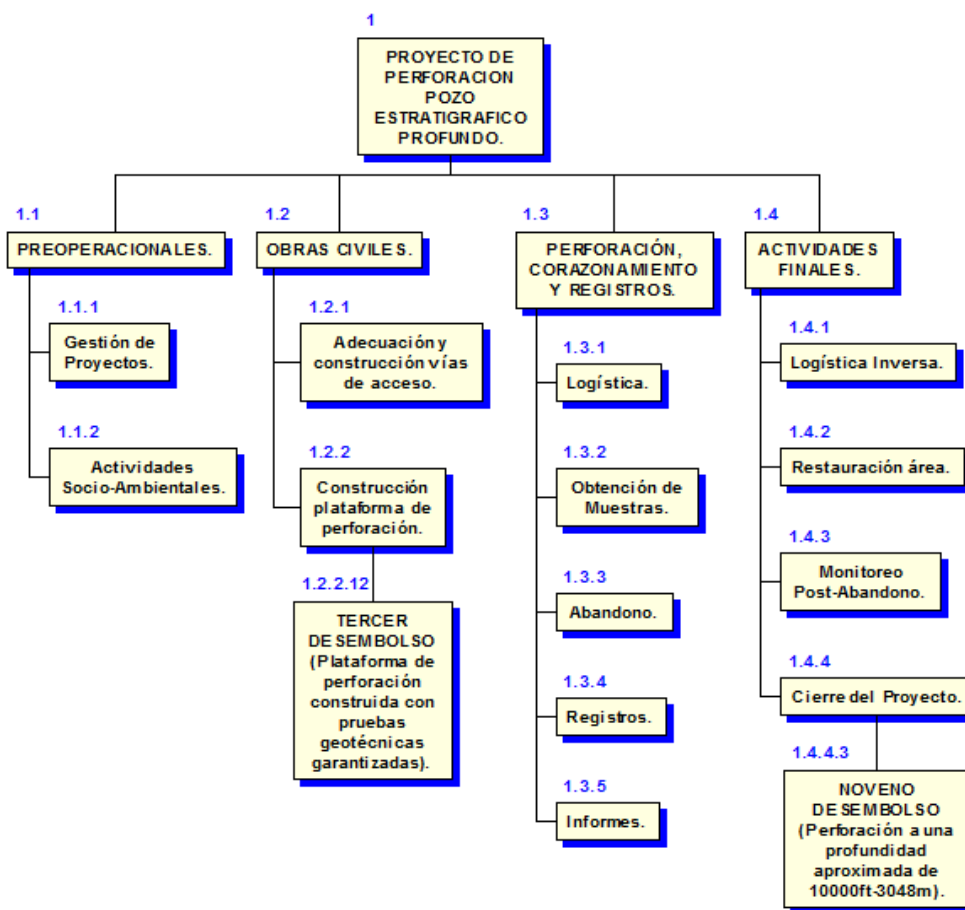 1
PROYECTO DE
PERFORACION
POZO
ESTRATIGRAFICO
PROFUNDO.
1.1
PREOPERACIONALES.
1.1.1
Gestión de
Proyectos.
1.1.2
Actividades
Socio-Ambientales.
1.2
OBRAS CIVILES.
1.2.1
Adecuación y
construcción vías
de acceso.
1.2.2
Construcción
plataforma de
perforación.
1.2.2.12
TERCER
DESEMBOLSO
(Plataforma de
perforación
construida con
pruebas
geotécnicas
garantizadas).
1.3
PERFORACIÓN,
CORAZONAMIENTO
Y REGISTROS.
1.3.1
Logística.
1.3.2
Obtención de
Muestras.
1.3.3
Abandono.
1.3.4
Registros.
1.3.5
Informes.
1.4
ACTIVIDADES
FINALES.
1.4.1
Logística Inversa.
1.4.2
Restauración área.
1.4.3
Monitoreo
Post-Abandono.
1.4.4
Cierre del Proyecto.
1.4.4.3
NOVENO
DESEMBOLSO
(Perforación a una
profundidad
aproximada de
10000ft-3048m).